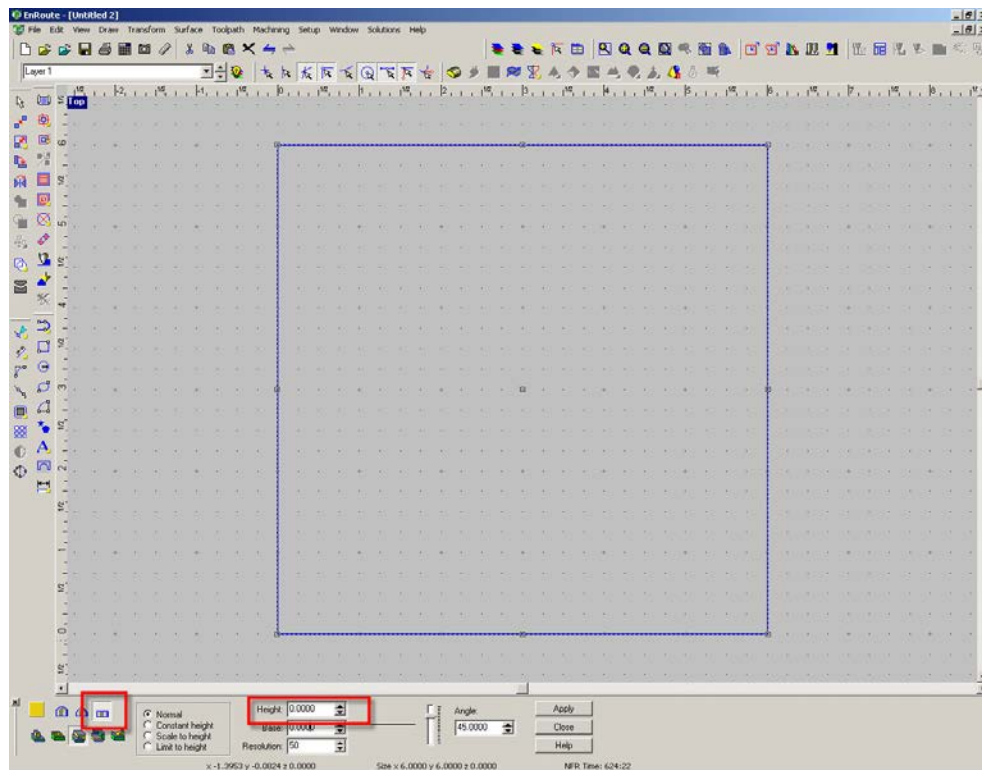 EnRoute - [Untitled 2]
File Edit View Draw Transform Surface Toolpath Machining Setup Window Solutions Help
Layer 1
Top
Normal
Constant height
Scale to height
Limit to height
Height: 0.0000
Base: 0.0000
Resolution: 50
Angle:
45.0000
Apply
Close
Help
x -1.3953 y -0.0024 z 0.0000 Size x 6.0000 y 6.0000 z 0.0000 NFR Time: 624:22